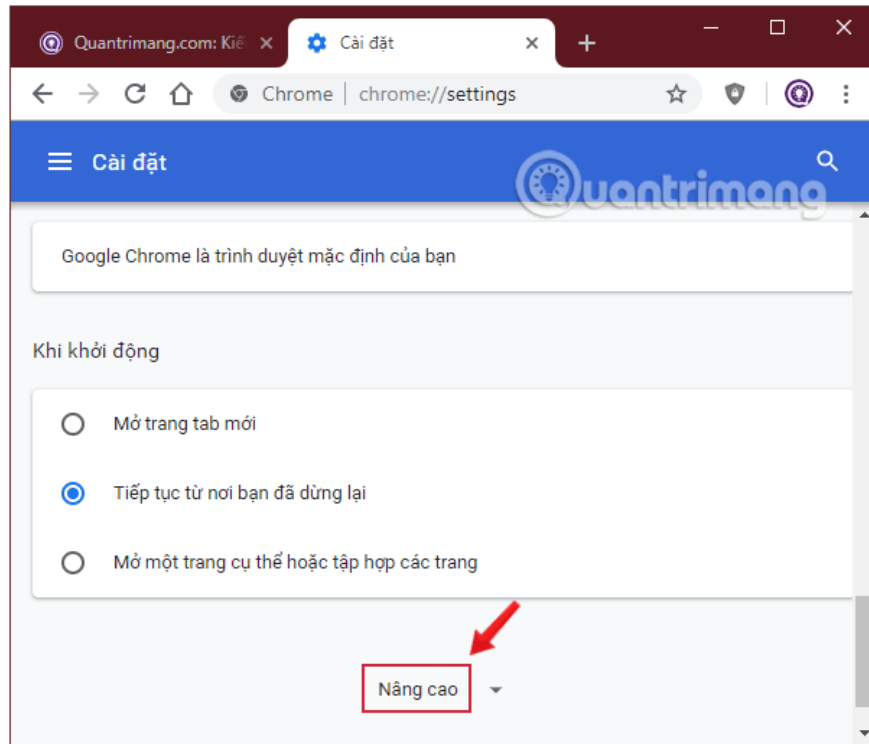 Quantrimang.com: Kiế
Cài đặt
Chrome | chrome://settings
Cài đặt
Quantrimang
Google Chrome là trình duyệt mặc định của bạn
Khi khởi động
Mở trang tab mới
Tiếp tục từ nơi bạn đã dừng lại
Mở một trang cụ thể hoặc tập hợp các trang
Nâng cao